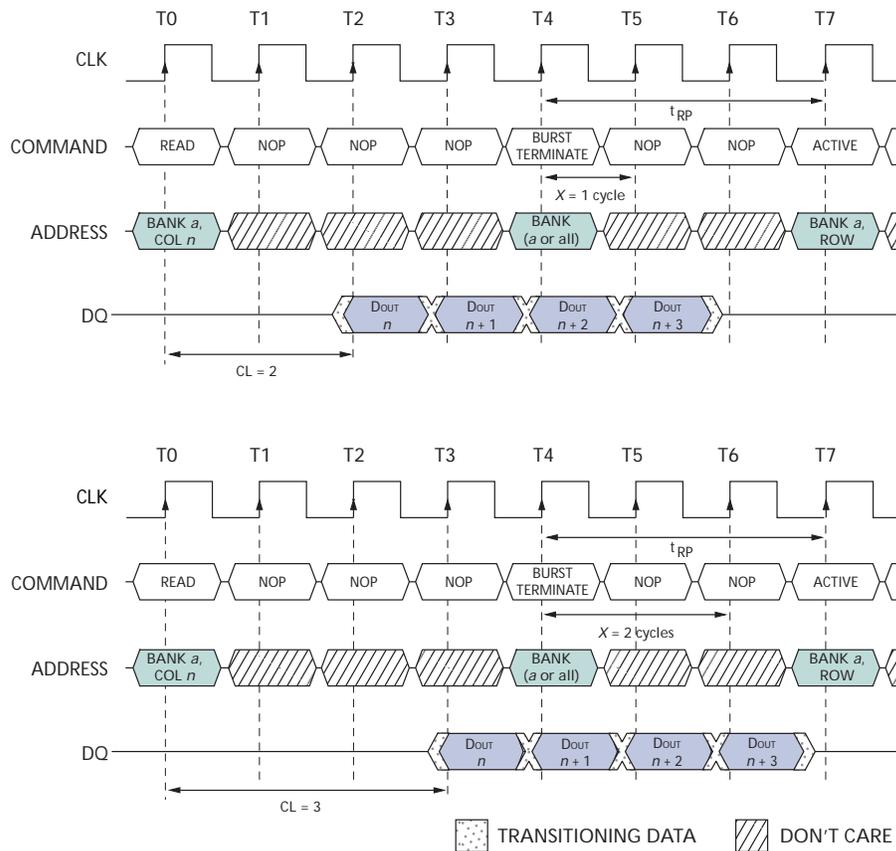 T0 T1 T2 T3 T4 T5 T6 T7
CLK
tRP
COMMAND READ NOP NOP NOP BURST TERMINATE NOP NOP ACTIVE
X = 1 cycle
ADDRESS BANK a, COL n BANK (a or all) BANK a, ROW
DQ DOUT n DOUT n + 1 DOUT n + 2 DOUT n + 3
CL = 2
T0 T1 T2 T3 T4 T5 T6 T7
CLK
tRP
COMMAND READ NOP NOP NOP BURST TERMINATE NOP NOP ACTIVE
X = 2 cycles
ADDRESS BANK a, COL n BANK (a or all) BANK a, ROW
DQ DOUT n DOUT n + 1 DOUT n + 2 DOUT n + 3
CL = 3
TRANSITIONING DATA DON'T CARE